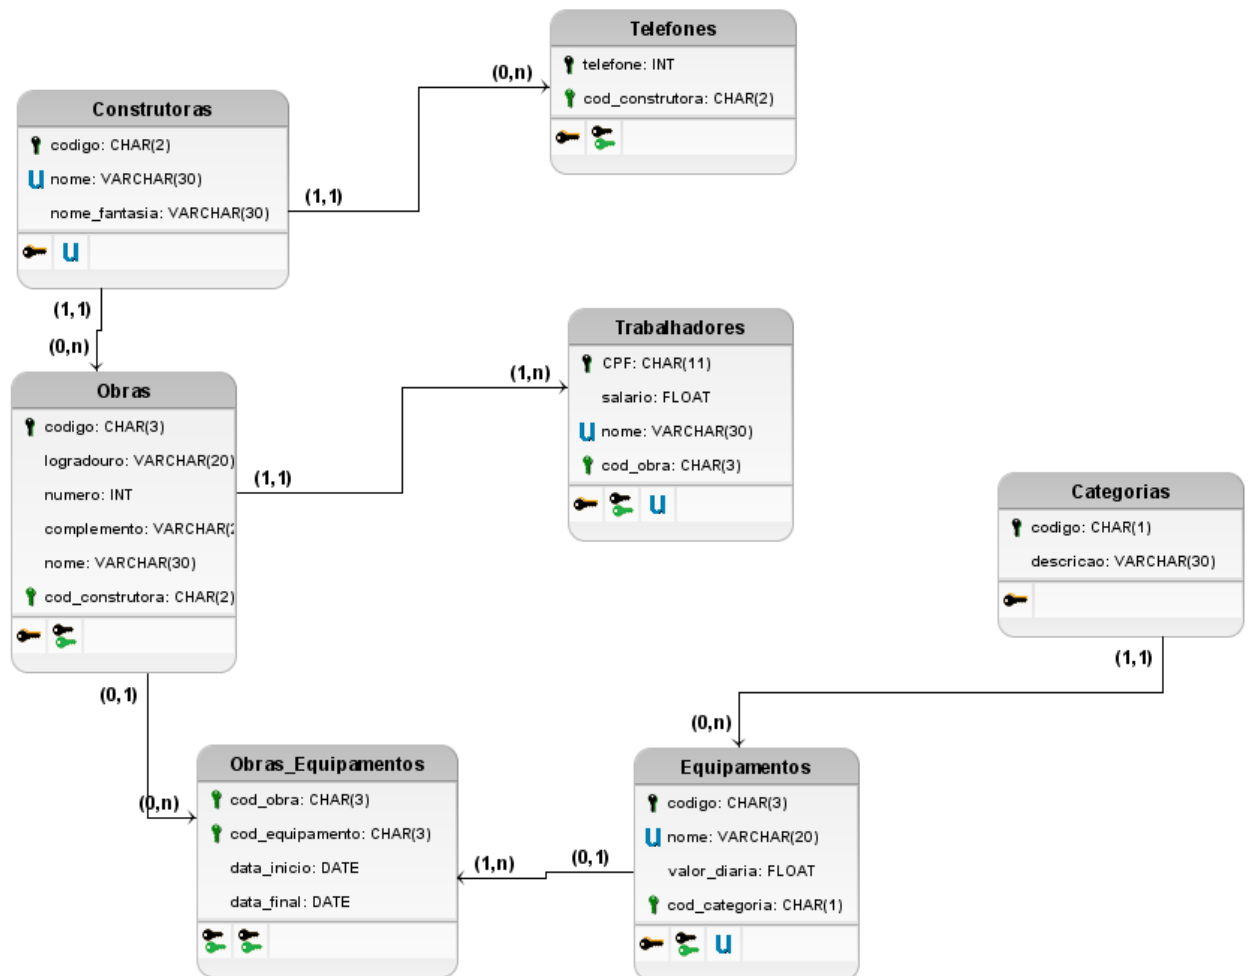 Telefones
telefone: INT
cod_construtora: CHAR(2)
(0,n)
Construtoras
codigo: CHAR(2)
U nome: VARCHAR(30)
nome_fantasia: VARCHAR(30)
U
(1,1)
(1,1)
(0,n)
Obras
codigo: CHAR(3)
logradouro: VARCHAR(20)
numero: INT
complemento: VARCHAR(
nome: VARCHAR(30)
cod_construtora: CHAR(2)
(1,1)
(1,n)
Trabalhadores
CPF: CHAR(11)
salario: FLOAT
U nome: VARCHAR(30)
cod_obra: CHAR(3)
U
Categorias
codigo: CHAR(1)
descricao: VARCHAR(30)
(1,1)
(0,n)
(0,1)
(0,n)
Obras_Equipamentos
cod_obra: CHAR(3)
cod_equipamento: CHAR(3)
data_inicio: DATE
data_final: DATE
(1,n)
(0,1)
Equipamentos
codigo: CHAR(3)
U nome: VARCHAR(20)
valor_diaria: FLOAT
cod_categoria: CHAR(1)
U